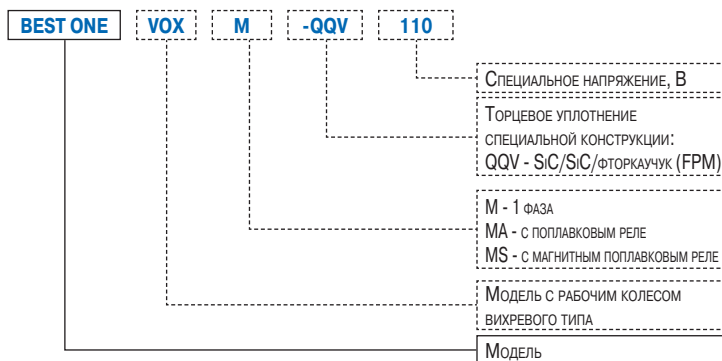 BEST ONE VOX M -QQV 110
Специальное напряжение, В
Торцевое уплотнение
специальной конструкции:
QQV - SiC/SiC/фторкаучук (FPM)
M - 1 фаза
MA - с поплавковым реле
MS - с магнитным поплавковым реле
Модель с рабочим колесом
вихревого типа
Модель